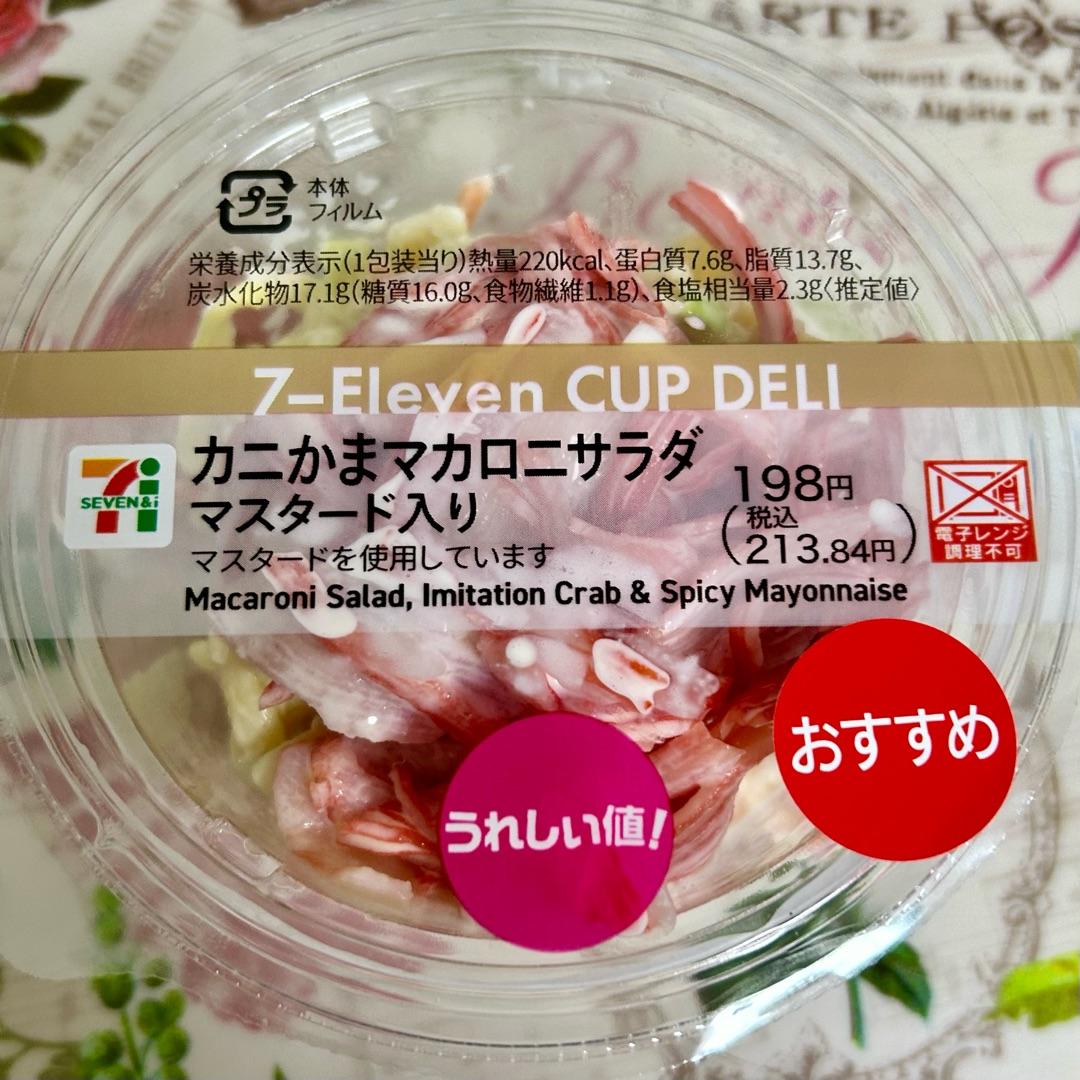 ARTE POS
Algérie et T
プラ
本体
フィルム
栄養成分表示(1包装当り)熱量220kcal、蛋白質7.6g、脂質13.7g、
炭水化物17.1g(糖質16.0g、食物繊維1.1g)、食塩相当量2.3g〈推定値〉
7-Eleven CUP DELI
SEVEN&i
カニかまマカロニサラダ
マスタード入り
マスタードを使用しています
198円
(税込
213.84円)
電子レンジ
調理不可
Macaroni Salad, Imitation Crab & Spicy Mayonnaise
おすすめ
うれしい値!